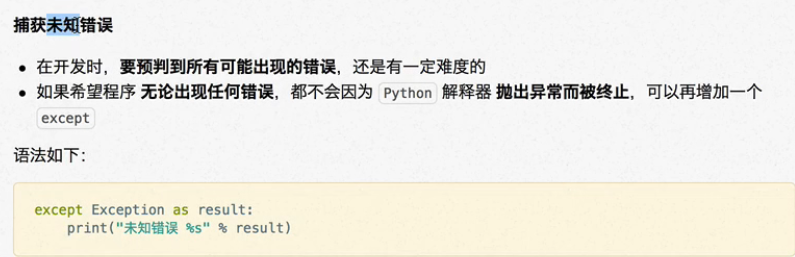 捕获未知错误
在开发时，要预判到所有可能出现的错误，还是有一定难度的
如果希望程序 无论出现任何错误，都不会因为 Python 解释器 抛出异常而被终止，可以再增加一个
except
语法如下：
except Exception as result:
    print("未知错误 %s" % result)